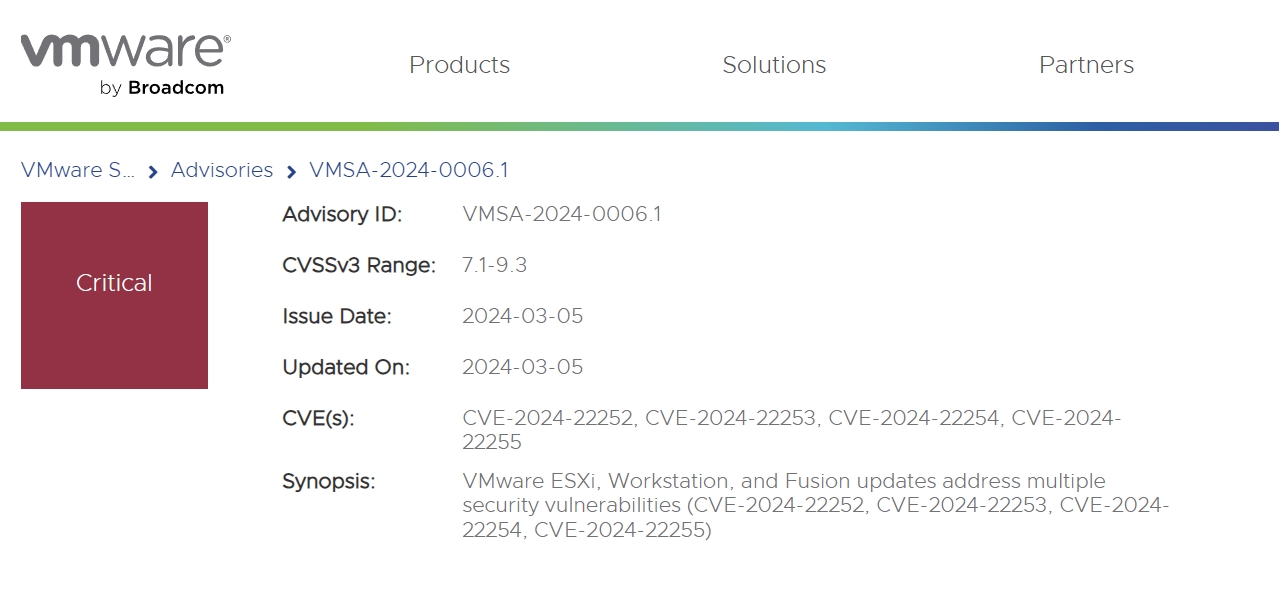 vmware®
by Broadcom
Products
Solutions
Partners
VMware S... > Advisories > VMSA-2024-0006.1
Critical
Advisory ID: VMSA-2024-0006.1
CVSSv3 Range: 7.1-9.3
Issue Date: 2024-03-05
Updated On: 2024-03-05
CVE(s): CVE-2024-22252, CVE-2024-22253, CVE-2024-22254, CVE-2024-
22255
Synopsis: VMware ESXi, Workstation, and Fusion updates address multiple
security vulnerabilities (CVE-2024-22252, CVE-2024-22253, CVE-2024-
22254, CVE-2024-22255)